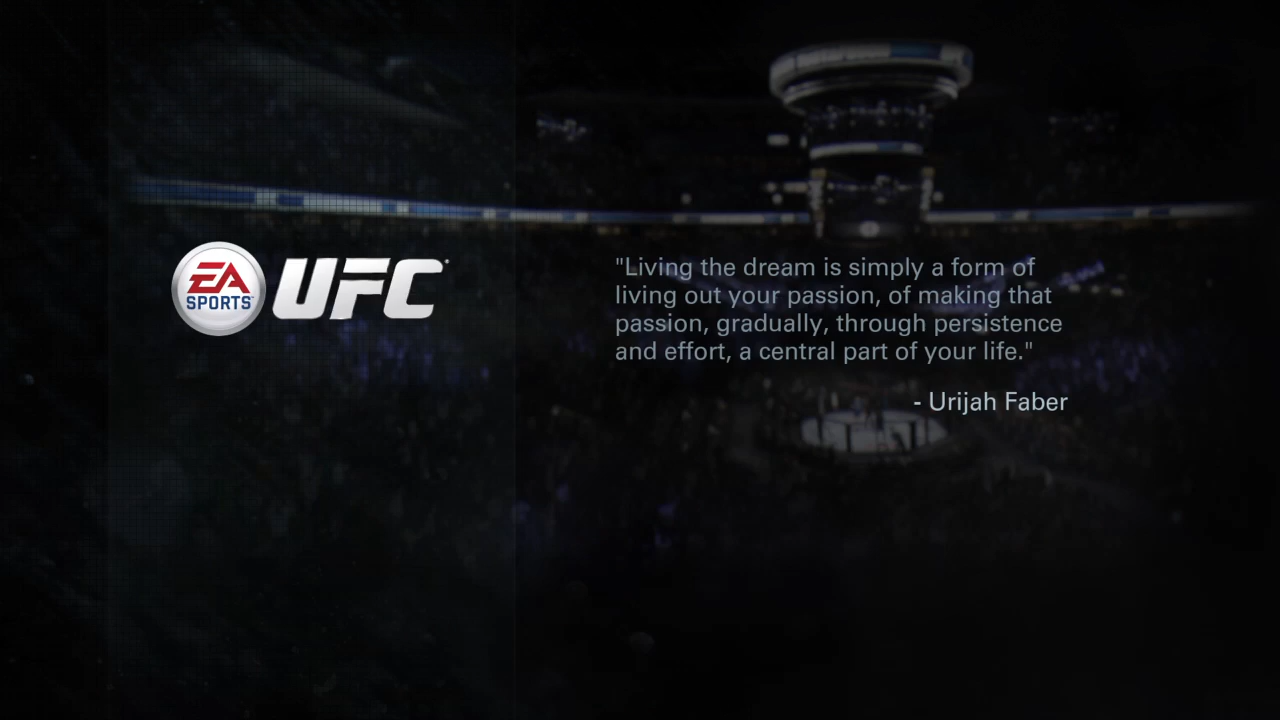 EA
SPORTS™
UFC
"Living the dream is simply a form of
living out your passion, of making that
passion, gradually, through persistence
and effort, a central part of your life."
- Urijah Faber